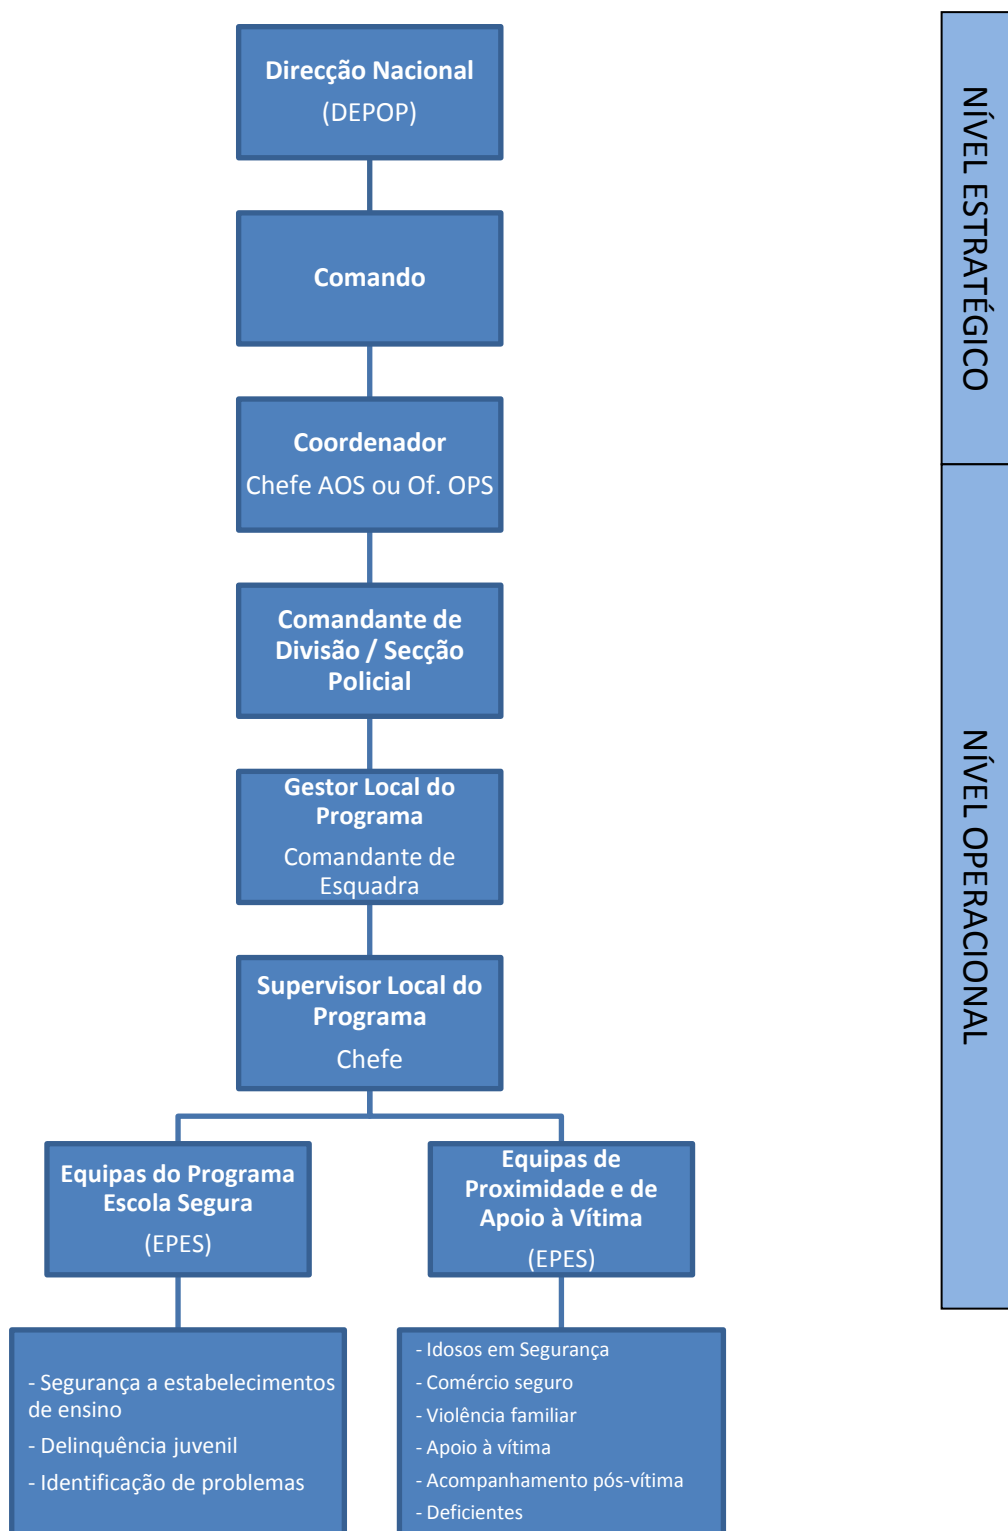 Direcção Nacional
(DEPOP)
Comando
Coordenador
Chefe AOS ou Of. OPS
Comandante de
Divisão / Secção
Policial
Gestor Local do
Programa
Comandante de
Esquadra
Supervisor Local do
Programa
Chefe
Equipas do Programa
Escola Segura
(EPES)
Equipas de
Proximidade e de
Apoio à Vítima
(EPES)
- Segurança a estabelecimentos
de ensino
- Delinquência juvenil
- Identificação de problemas
- Idosos em Segurança
- Comércio seguro
- Violência familiar
- Apoio à vítima
- Acompanhamento pós-vítima
- Deficientes
NÍVEL ESTRATÉGICO
NÍVEL OPERACIONAL